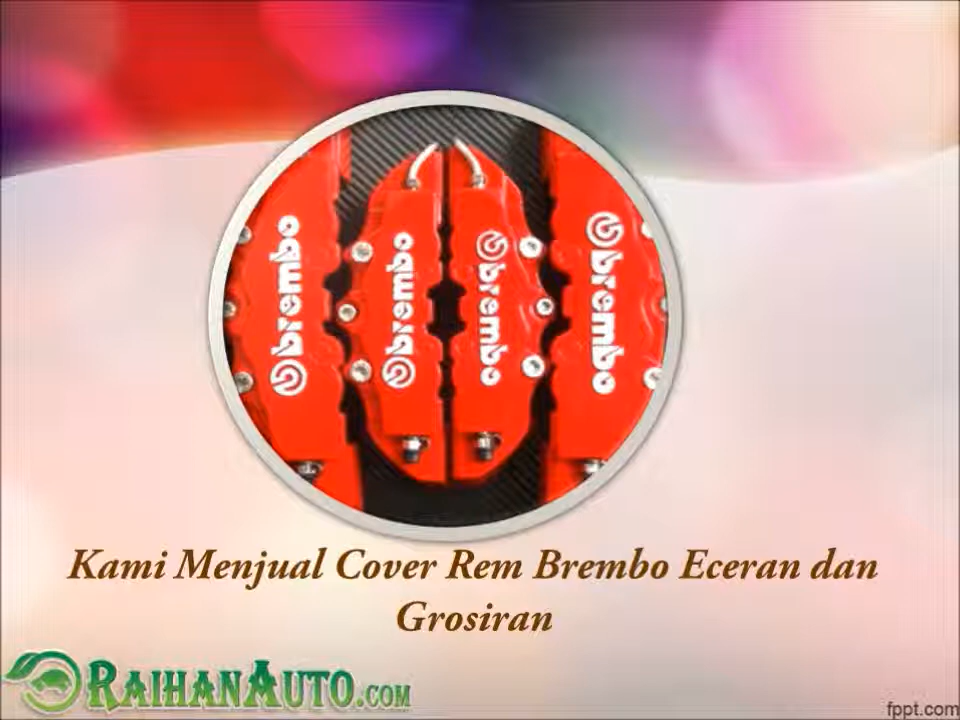 brembo
brembo
brembo
brembo
Kami Menjual Cover Rem Brembo Eceran dan
Grosiran
RAIHANAUTO.COM
fppt.com